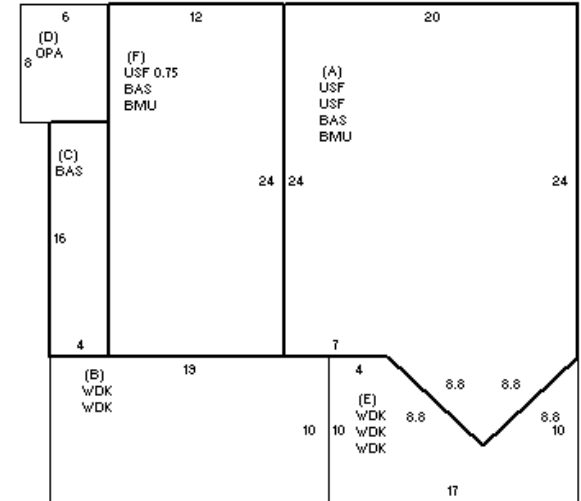 6
12
20
(D)
OPA
8
(F)
USF 0.75
BAS
BMU
(A)
USF
USF
BAS
BMU
(C)
BAS
24
24
24
16
4
7
(B)
WDK
WDK
19
4
(E)
WDK
WDK
WDK
8.8
8.8
8.8
8.8
10
10
10
17